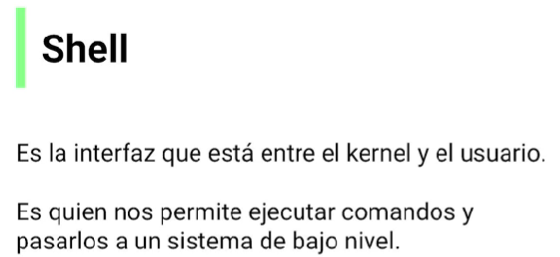 Shell
Es la interfaz que está entre el kernel y el usuario.
Es quien nos permite ejecutar comandos y
pasarlos a un sistema de bajo nivel.